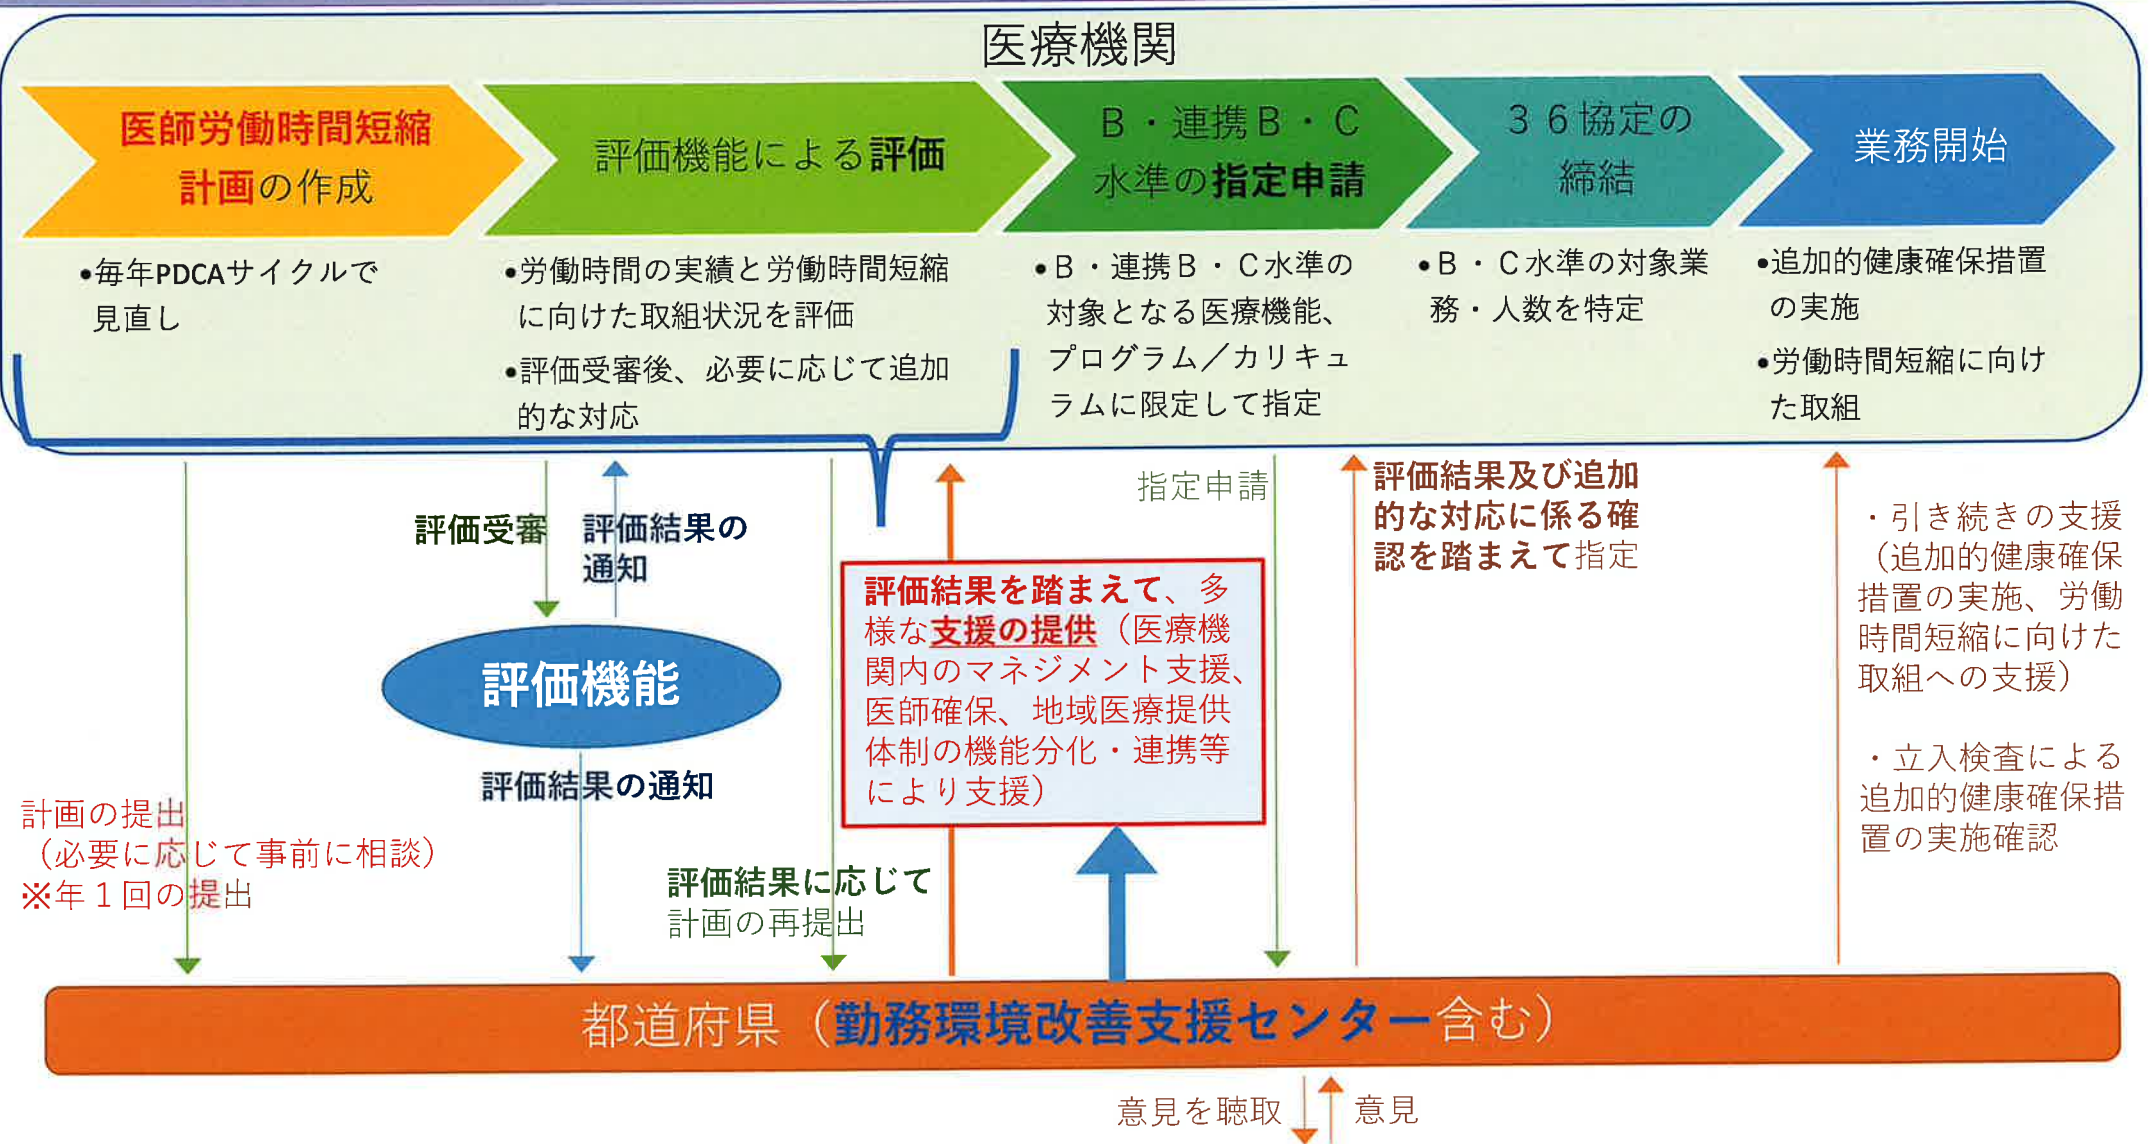 医療機関
医師労働時間短縮
計画の作成
評価機能による評価
B・連携B・C
水準の指定申請
36協定の
締結
業務開始
•毎年PDCAサイクルで
見直し
•労働時間の実績と労働時間短縮
に向けた取組状況を評価
•評価受審後、必要に応じて追加
的な対応
•B・連携B・C水準の
対象となる医療機能、
プログラム／カリキュ
ラムに限定して指定
•B・C水準の対象業
務・人数を特定
•追加的健康確保措置
の実施
•労働時間短縮に向け
た取組
評価受審
評価結果の
通知
指定申請
評価結果及び追加
的な対応に係る確
認を踏まえて指定
・引き続きの支援
（追加的健康確保
措置の実施、労働
時間短縮に向けた
取組への支援）
・立入検査による
追加的健康確保措
置の実施確認
評価結果を踏まえて、多
様な支援の提供（医療機
関内のマネジメント支援、
医師確保、地域医療提供
体制の機能分化・連携等
により支援）
評価機能
評価結果の通知
計画の提出
（必要に応じて事前に相談）
※年１回の提出
評価結果に応じて
計画の再提出
都道府県（勤務環境改善支援センター含む）
意見を聴取
意見